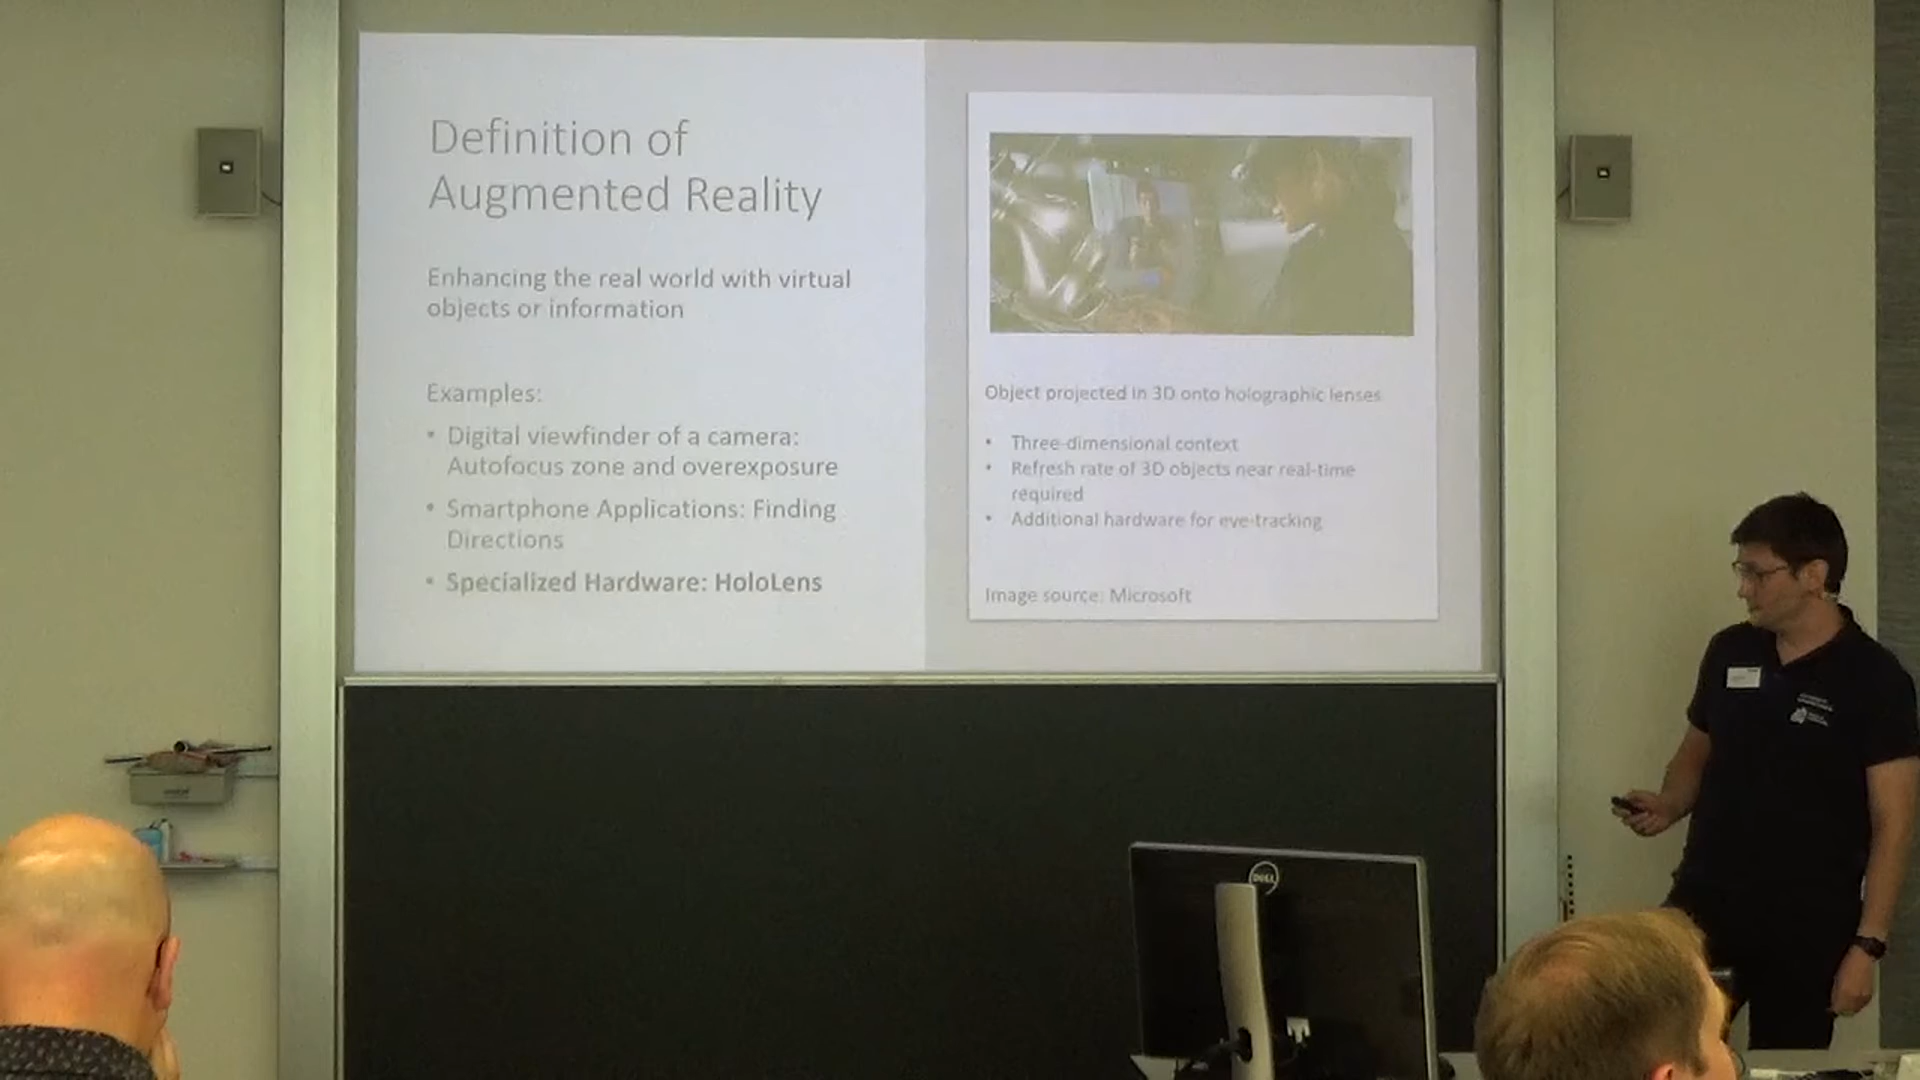 Definition of
Augmented Reality
Enhancing the real world with virtual
objects or information
Examples:
• Digital viewfinder of a camera:
Autofocus zone and overexposure
• Smartphone Applications: Finding
Directions
• Specialized Hardware: HoloLens
Object projected in 3D onto holographic lenses
• Three-dimensional context
• Refresh rate of 3D objects near real-time
required
• Additional hardware for eye-tracking
Image source: Microsoft
DELL